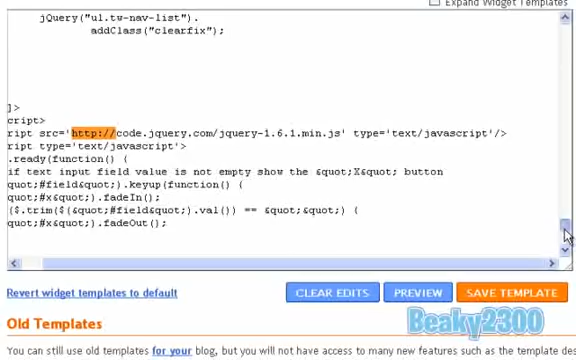 Expand Widget Templates
jQuery("ul.tw-nav-list").
addClass("clearfix");
]>
cript>
ript src='http://code.jquery.com/jquery-1.6.1.min.js' type='text/javascript'/>
ript type='text/javascript'>
.ready(function() {
if text input field value is not empty show the &quot;X&quot; button
quot;#field&quot;).keyup(function() {
quot;#x&quot;).fadeIn();
($.trim($(&quot;#field&quot;).val()) == &quot;&quot;) {
quot;#x&quot;).fadeOut();
Revert widget templates to default
CLEAR EDITS
PREVIEW
SAVE TEMPLATE
Beaky2300
Old Templates
You can still use old templates for your blog, but you will not have access to many new features such as the template des